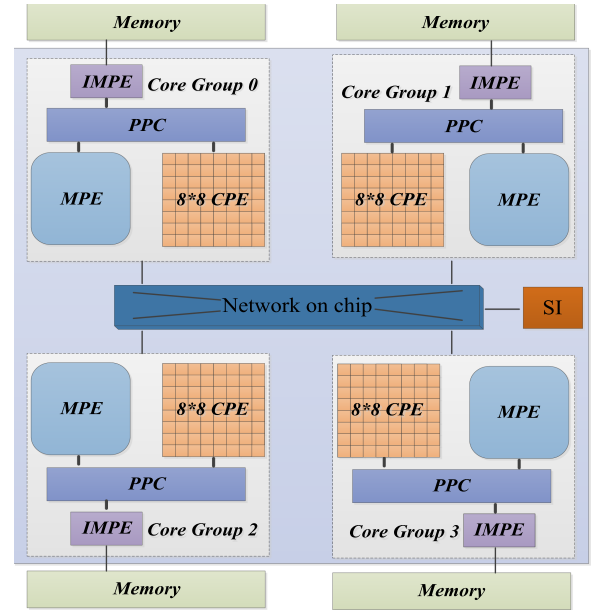 Memory
Memory
IMPE
Core Group 0
PPC
MPE
8*8 CPE
IMPE
Core Group 1
PPC
8*8 CPE
MPE
Network on chip
SI
MPE
8*8 CPE
PPC
IMPE
Core Group 2
8*8 CPE
MPE
PPC
Core Group 3
IMPE
Memory
Memory